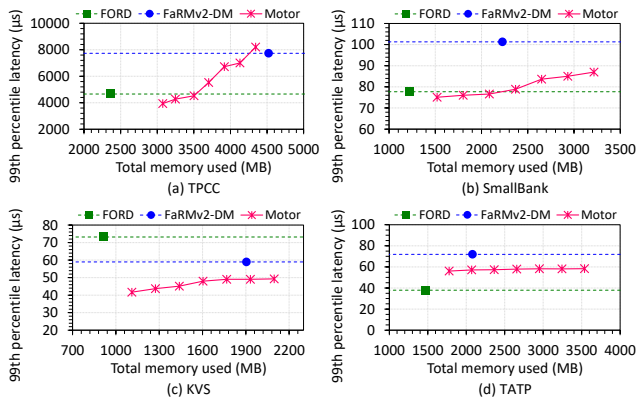 FORD FaRMv2-DM Motor
99th percentile latency (µs)
10000
8000
6000
4000
2000
2000 2500 3000 3500 4000 4500 5000
Total memory used (MB)
(a) TPCC
FORD FaRMv2-DM Motor
99th percentile latency (µs)
110
100
90
80
70
60
1000 1500 2000 2500 3000 3500
Total memory used (MB)
(b) SmallBank
FORD FaRMv2-DM Motor
99th percentile latency (µs)
80
70
60
50
40
30
20
700 1000 1300 1600 1900 2200
Total memory used (MB)
(c) KVS
FORD FaRMv2-DM Motor
99th percentile latency (µs)
100
80
60
40
20
0
1000 1500 2000 2500 3000 3500 4000
Total memory used (MB)
(d) TATP